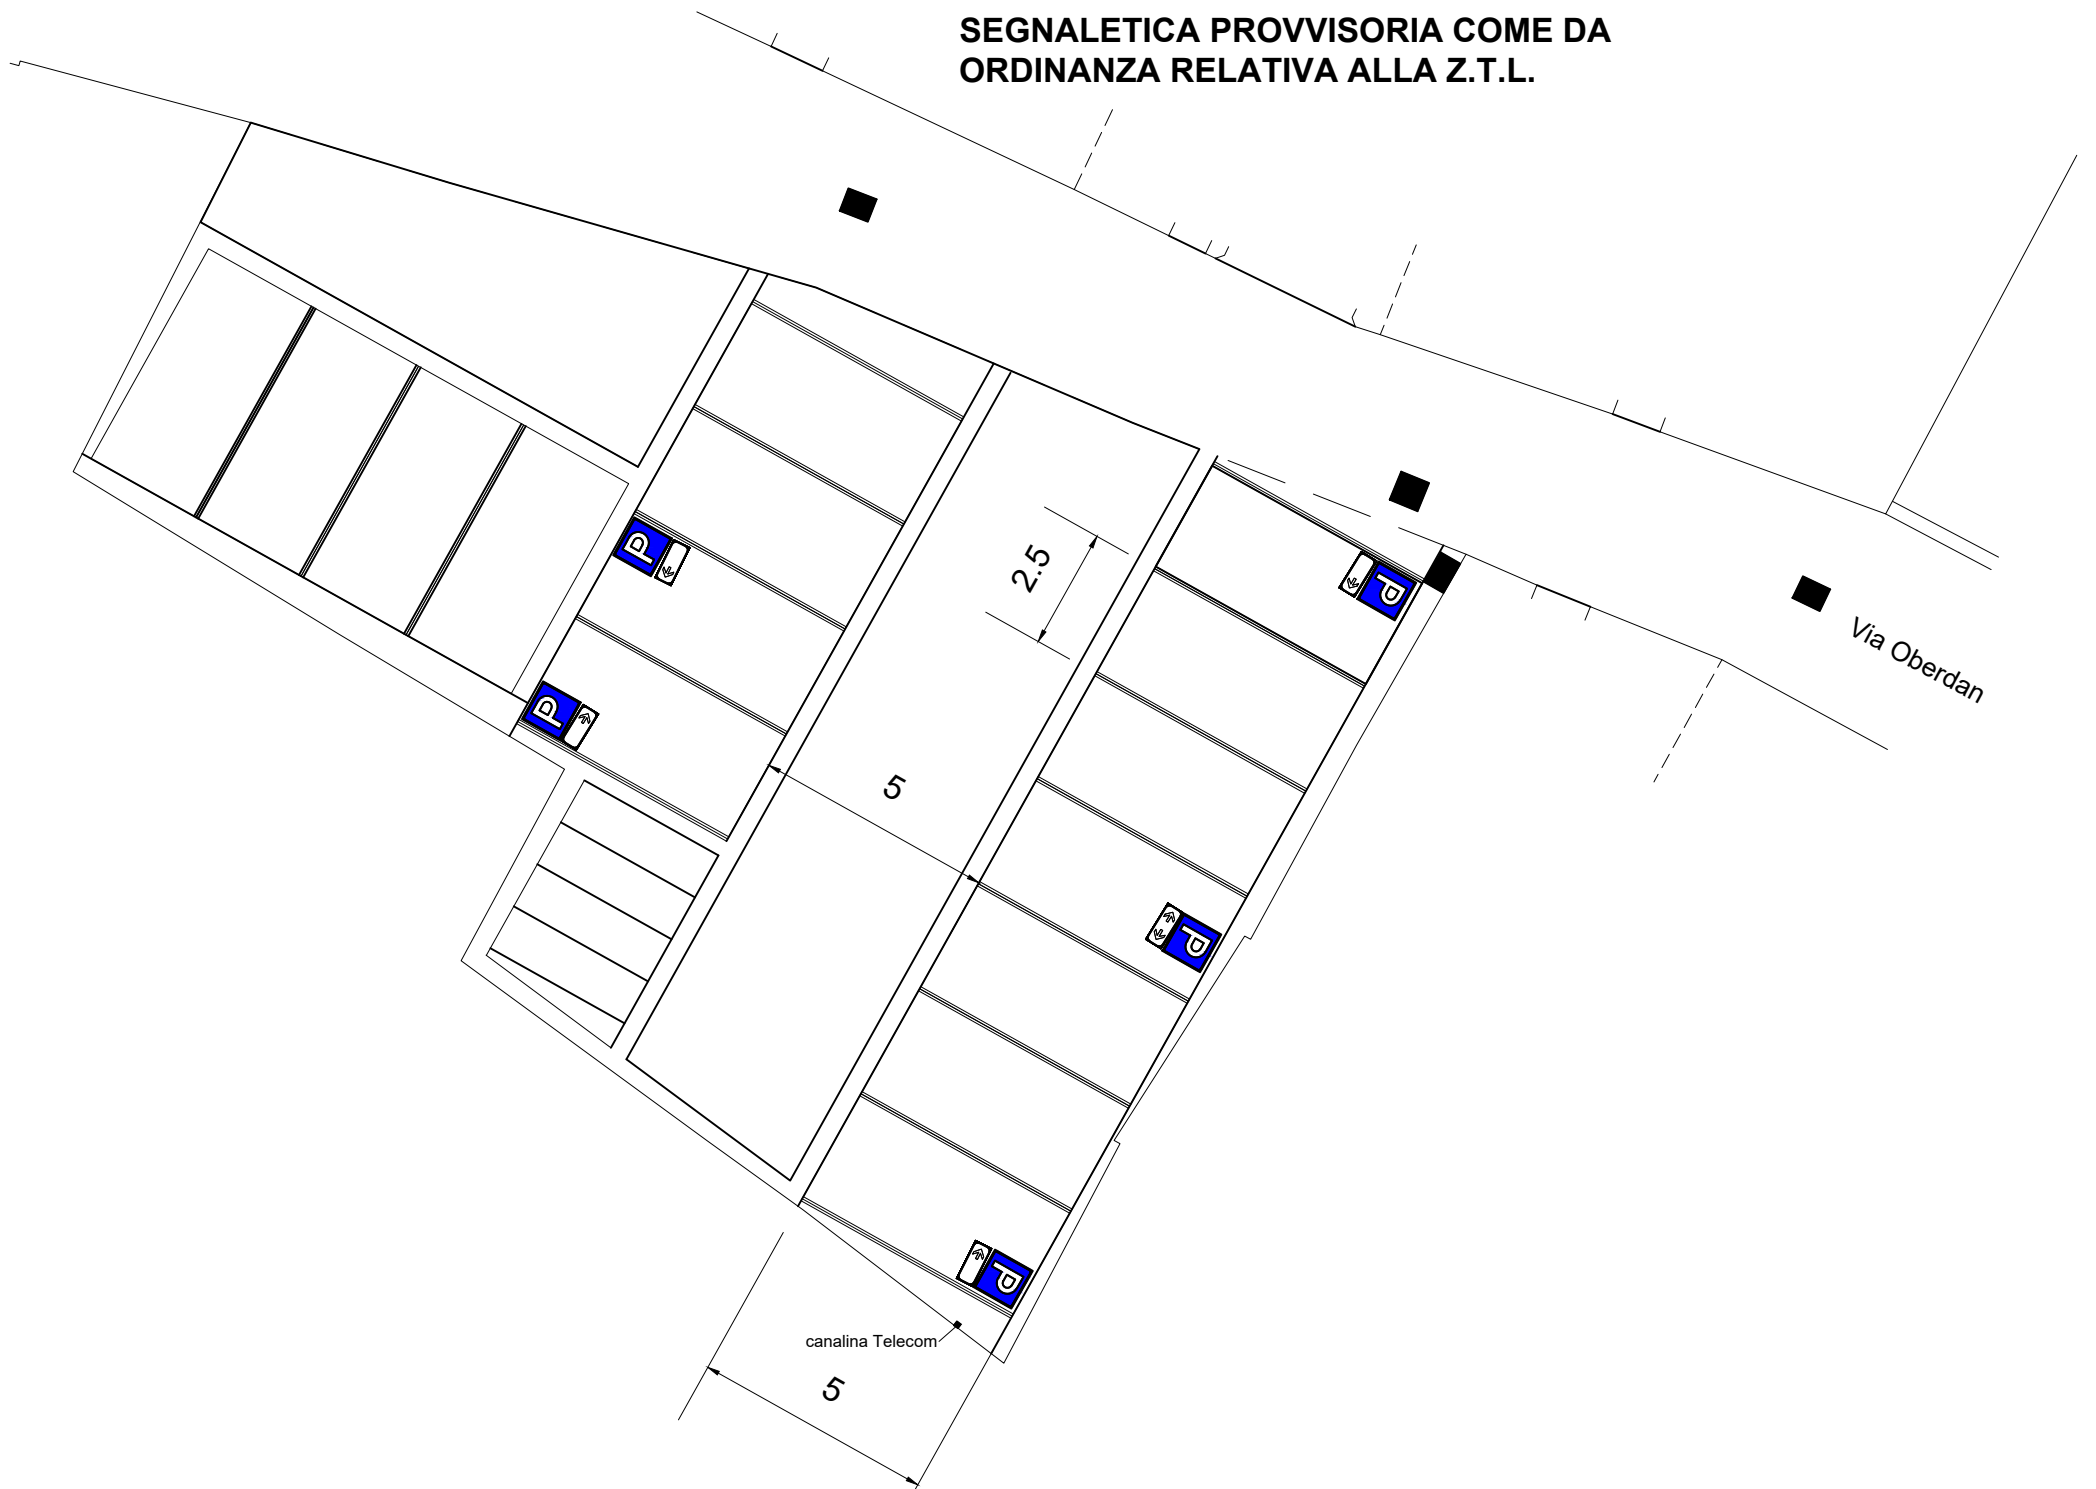 SEGNALETICA PROVVISORIA COME DA
ORDINANZA RELATIVA ALLA Z.T.L.
P
2.5
P
Via Oberdan
P
5
P
P
canalina Telecom
5